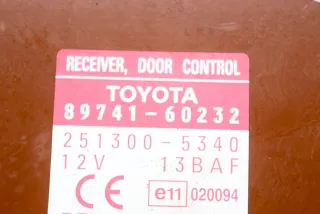 RECEIVER, DOOR CONTROL
TOYOTA
89741-60232
251300-5340
12V 13BAF
CE e11 020094